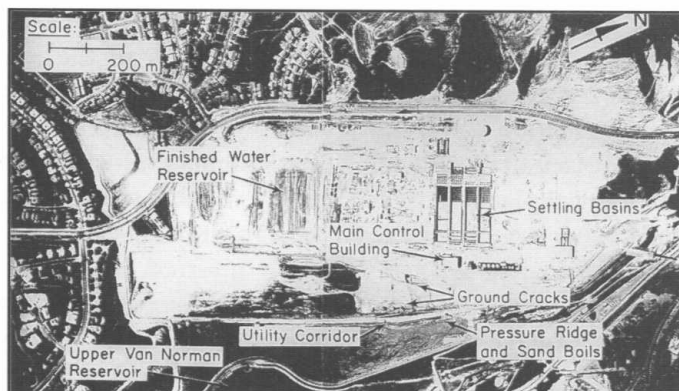 Scale:
0 200 m
N
Finished Water
Reservoir
Settling Basins
Main Control
Building
Ground Cracks
Utility Corridor
Pressure Ridge
and Sand Boils
Upper Van Norman
Reservoir